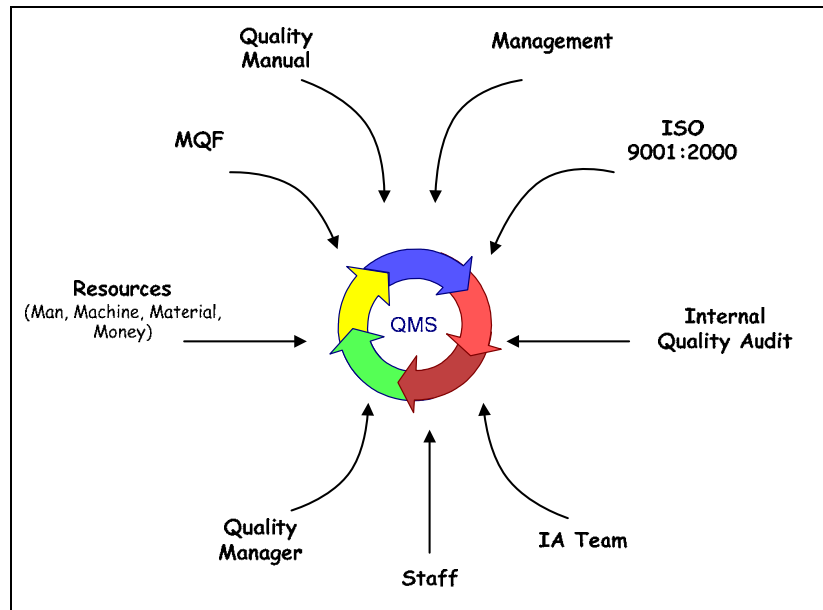 Quality
Manual
Management
MQF
ISO
9001:2000
Resources
(Man, Machine, Material,
Money)
QMS
Internal
Quality Audit
Quality
Manager
IA Team
Staff